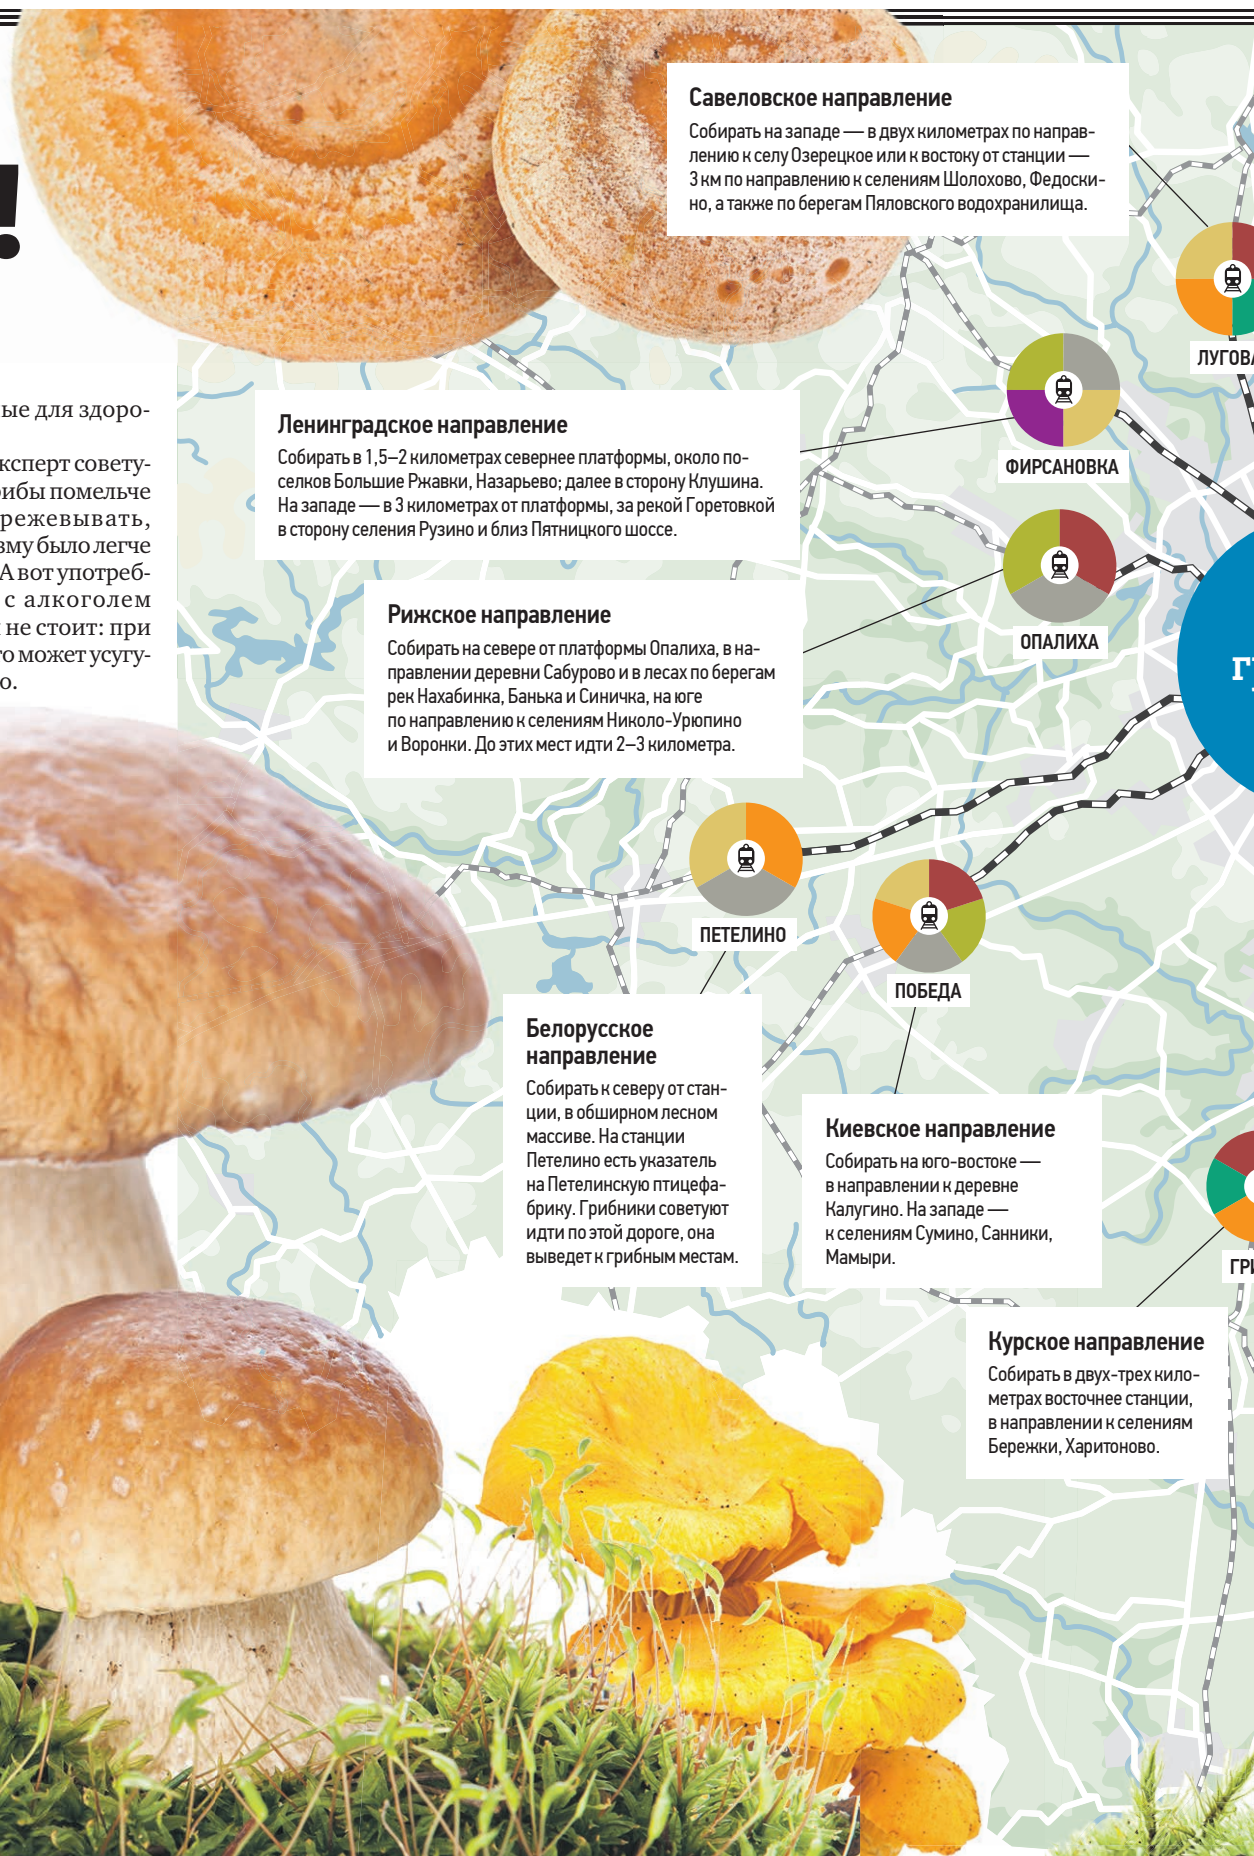 !
ые для здоро-
ксперт совету-
рибы помельче
режевывать,
зму было легче
А вот употреб-
с алкоголем
не стоит: при
то может усугу-
о.
Савеловское направление
Собирать на западе — в двух километрах по направ-
лению к селу Озерецкое или к востоку от станции —
3 км по направлению к селениям Шолохово, Федоски-
но, а также по берегам Пяловского водохранилища.
ЛУГОВА
Ленинградское направление
Собирать в 1,5–2 километрах севернее платформы, около по-
селков Большие Ржавки, Назарьево; далее в сторону Клушина.
На западе — в 3 километрах от платформы, за рекой Горетовкой
в сторону селения Рузино и близ Пятницкого шоссе.
ФИРСАНОВКА
Рижское направление
Собирать на севере от платформы Опалиха, в на-
правлении деревни Сабурово и в лесах по берегам
рек Нахабинка, Банька и Синичка, на юге
по направлению к селениям Николо-Урюпино
и Воронки. До этих мест идти 2–3 километра.
ОПАЛИХА
ПЕТЕЛИНО
ПОБЕДА
Белорусское
направление
Собирать к северу от стан-
ции, в обширном лесном
массиве. На станции
Петелино есть указатель
на Петелинскую птицефа-
брику. Грибники советуют
идти по этой дороге, она
выведет к грибным местам.
Киевское направление
Собирать на юго-востоке —
в направлении к деревне
Калугино. На западе —
к селениям Сумино, Санники,
Мамыри.
ГРИ
Курское направление
Собирать в двух-трех кило-
метрах восточнее станции,
в направлении к селениям
Бережки, Харитоново.